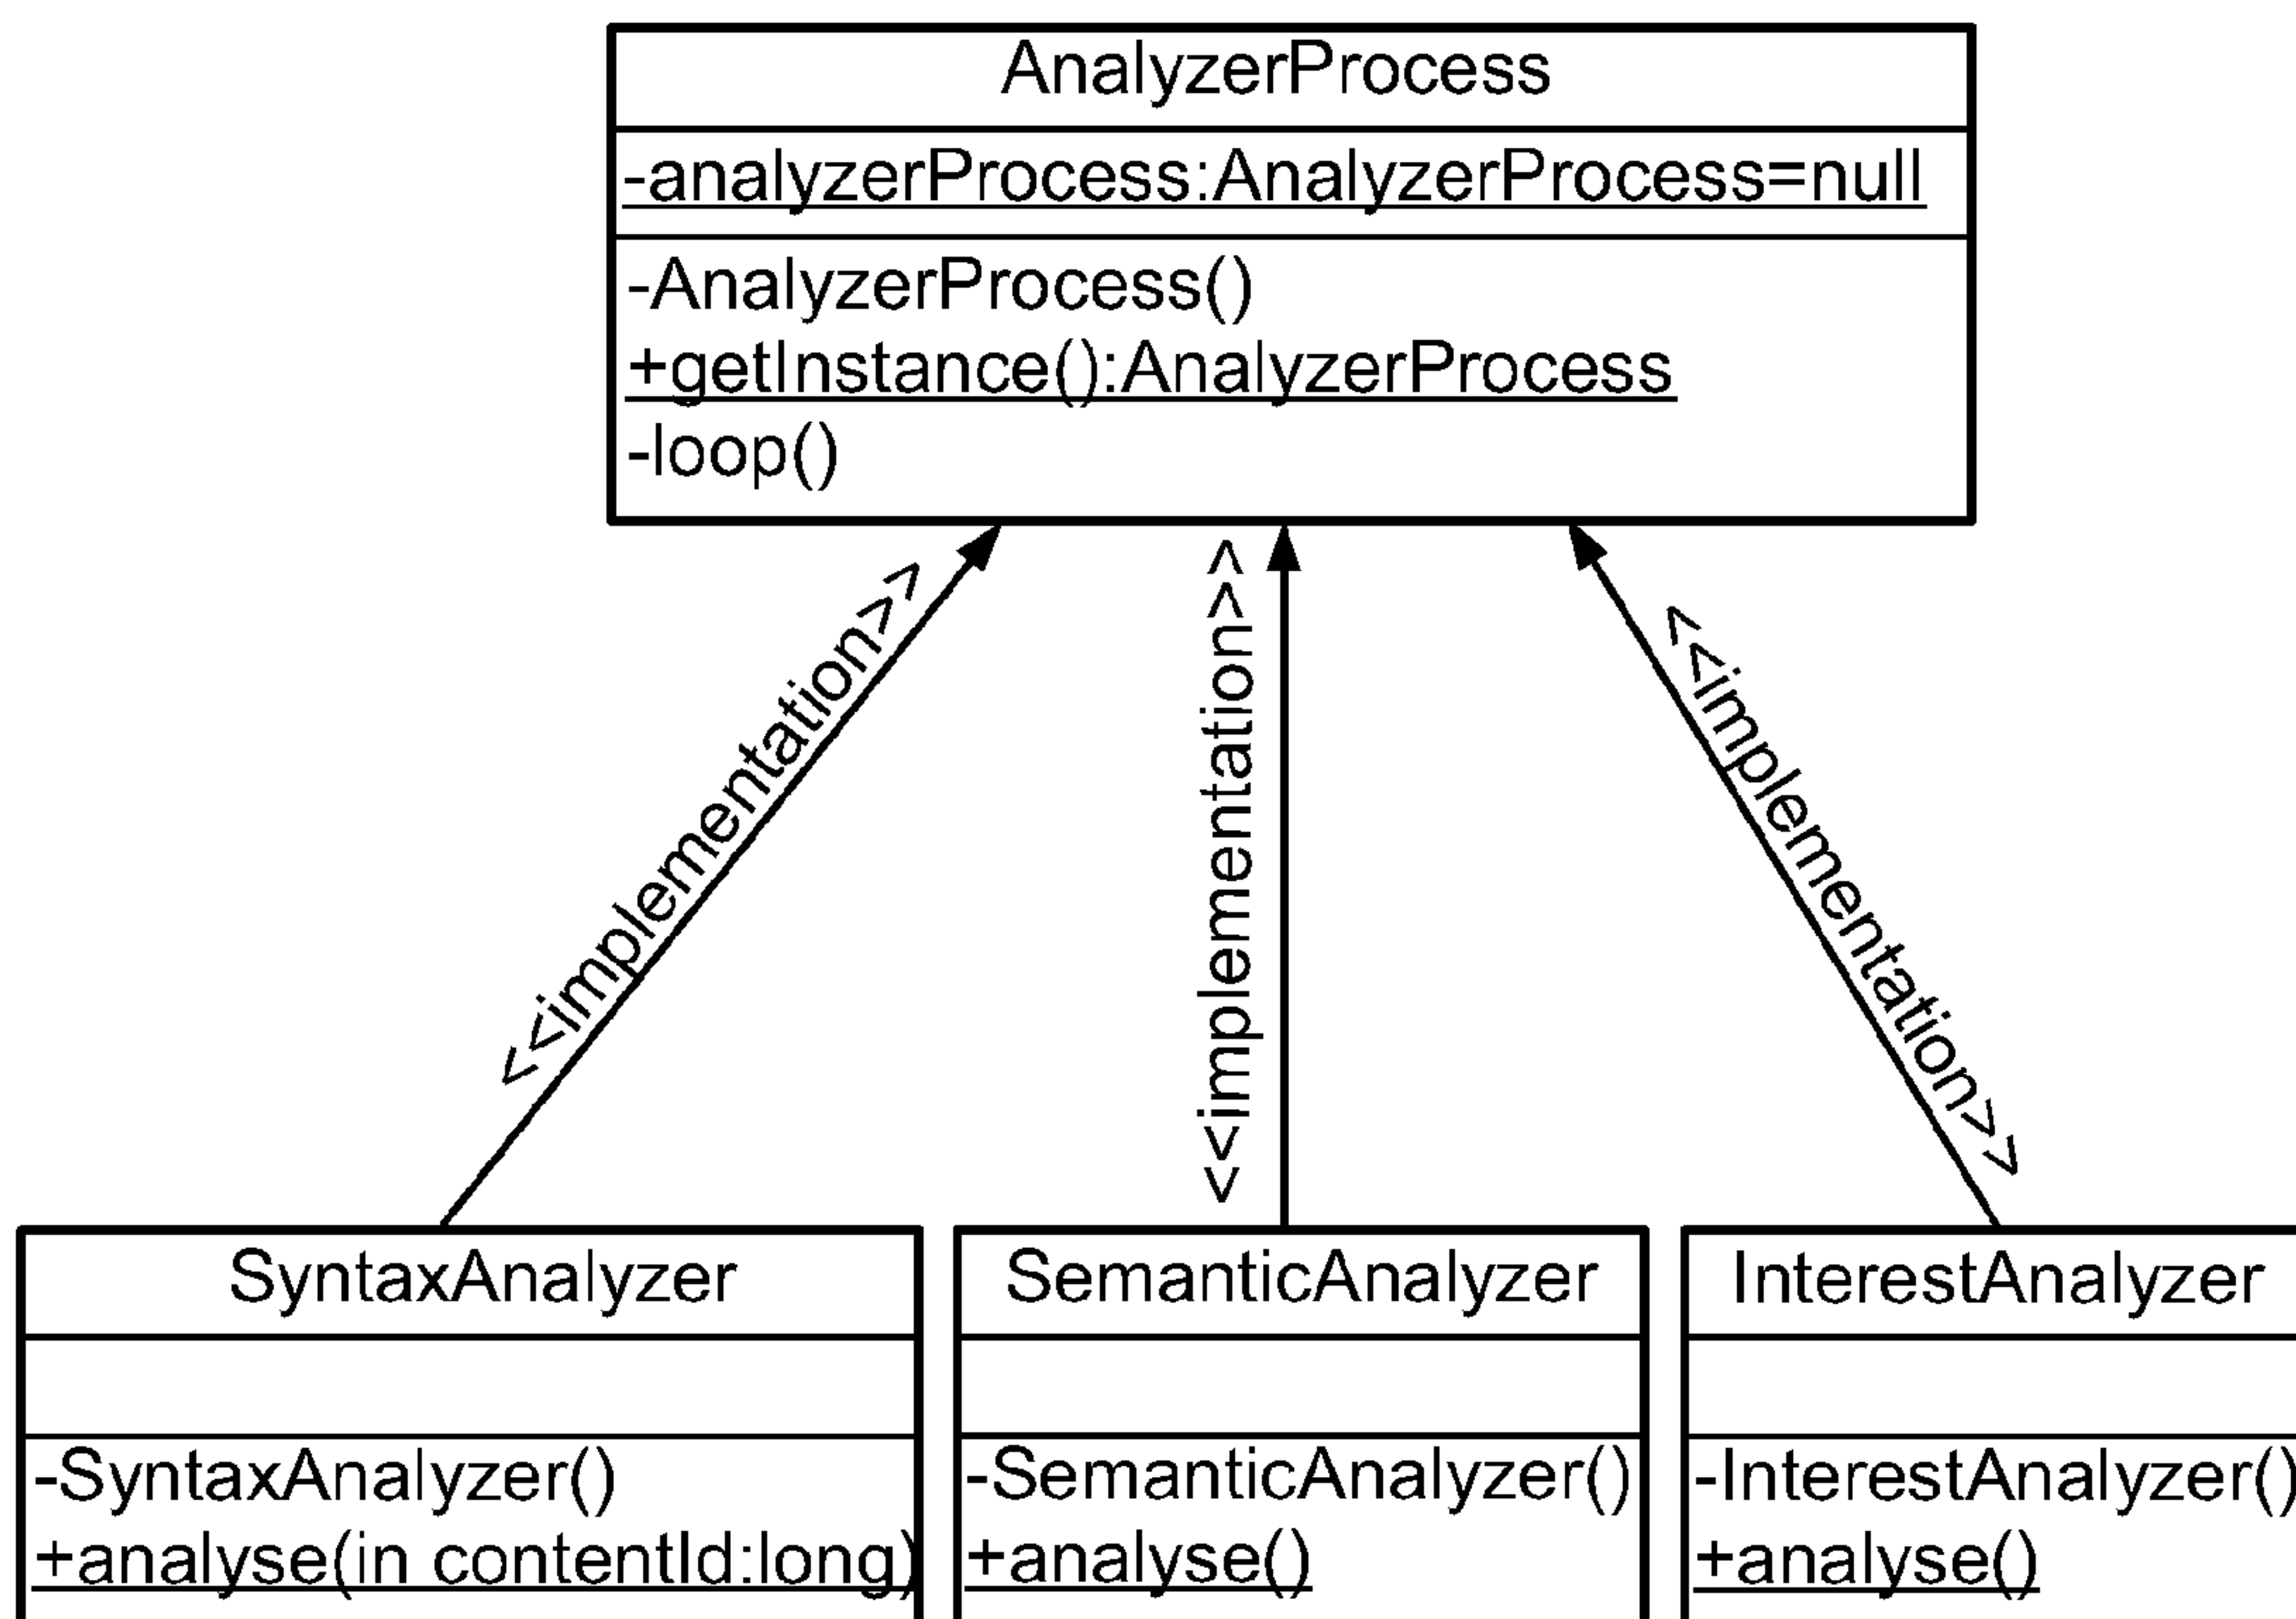 AnalyzerProcess
-analyzerProcess:AnalyzerProcess=null
-AnalyzerProcess()
+getInstance():AnalyzerProcess
-loop()
<<implementation>>
<<implementation>>
<<implementation>>
SyntaxAnalyzer
-SyntaxAnalyzer()
+analyse(in contentId:long)
SemanticAnalyzer
-SemanticAnalyzer()
+analyse()
InterestAnalyzer
-InterestAnalyzer()
+analyse()